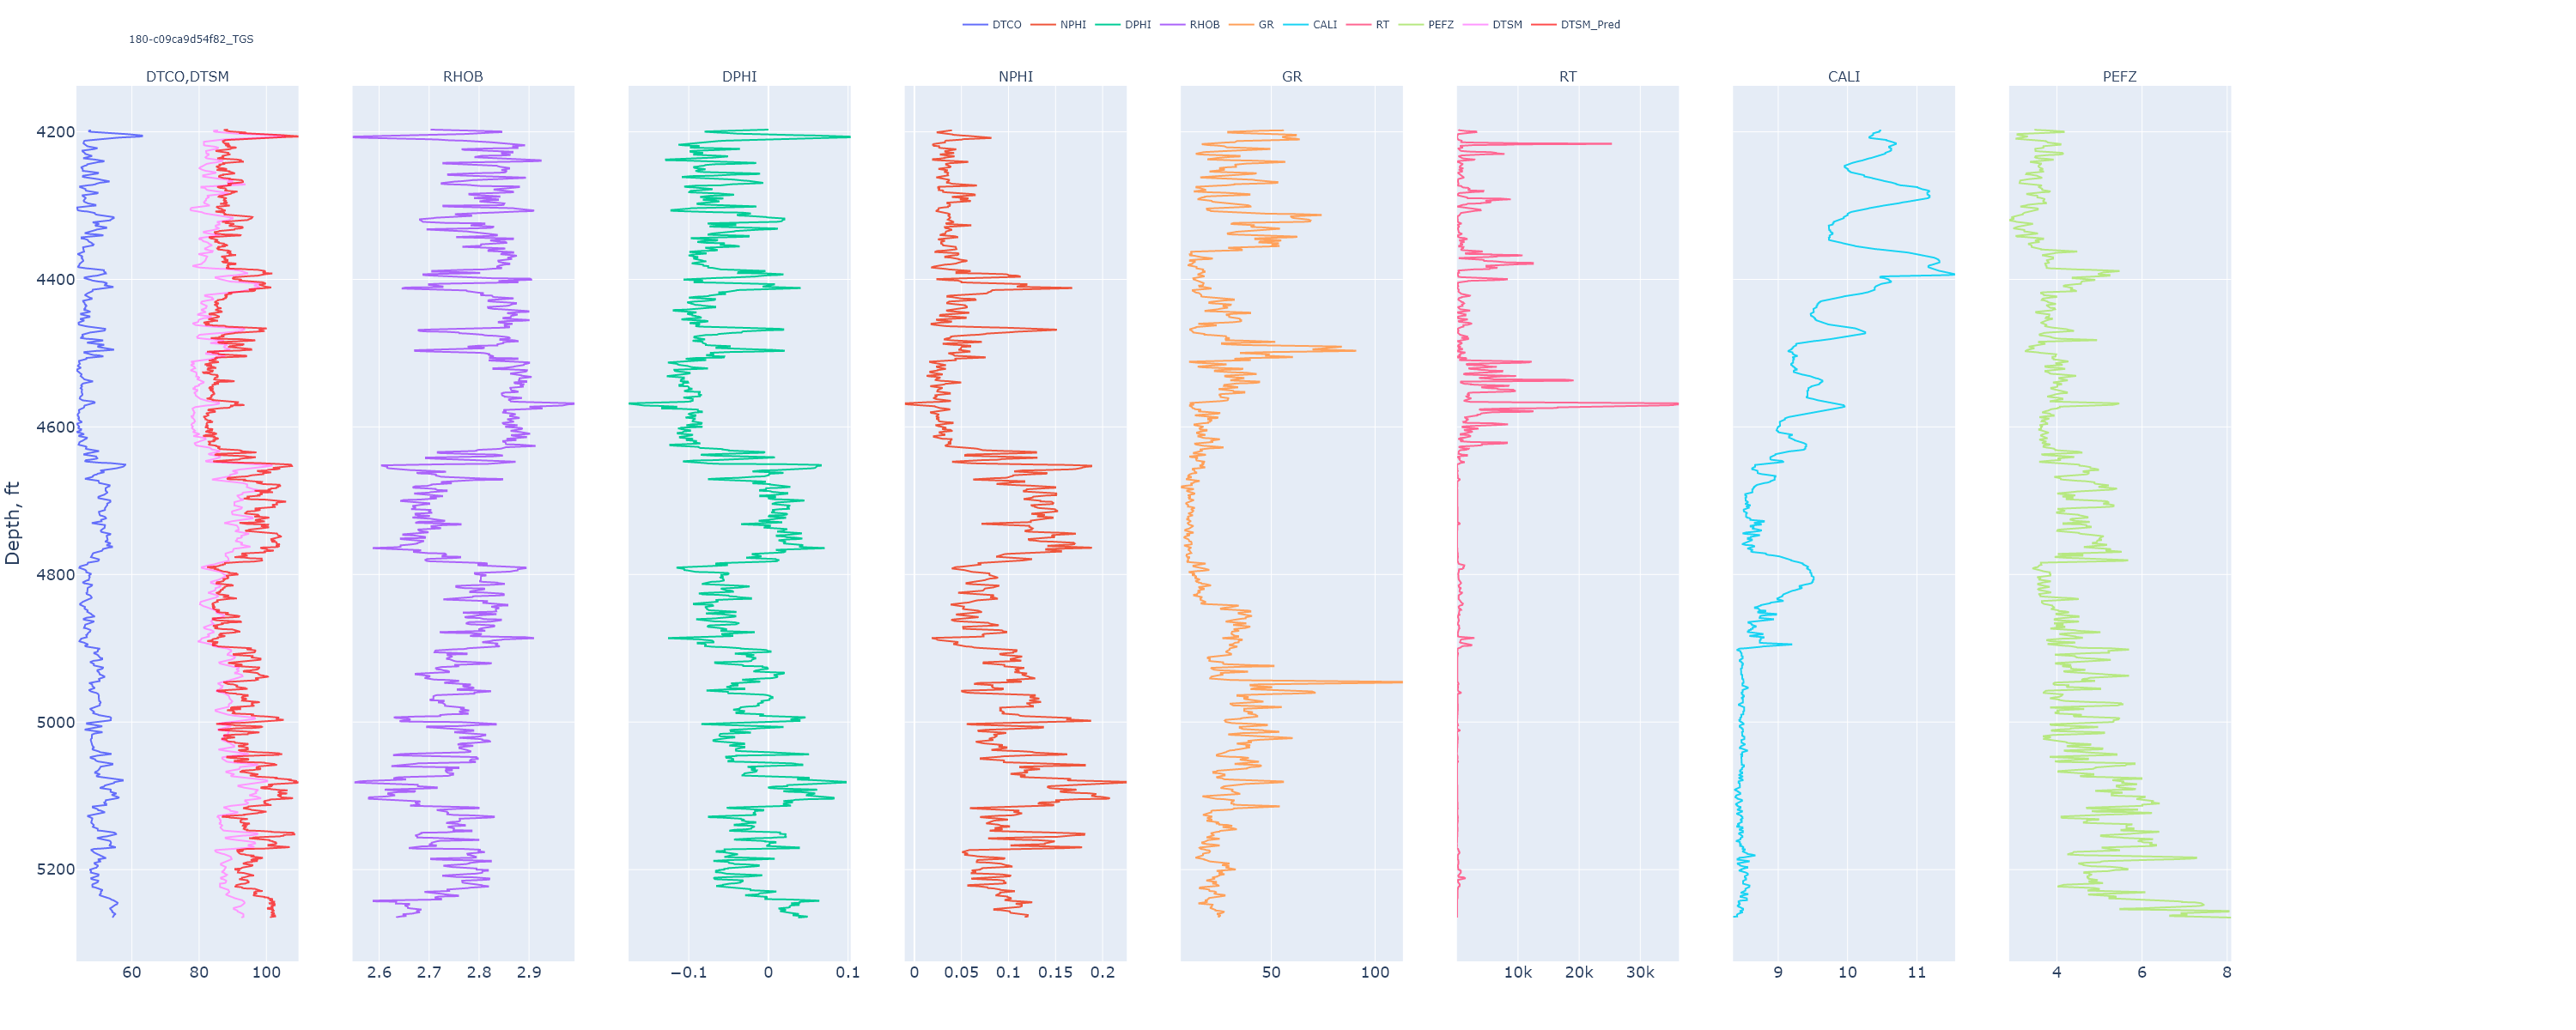 DTCO NPHI DPHI RHOB GR CALI RT PEFZ DTSM DTSM_Pred
180-c09ca9d54f82_TGS
DTCO,DTSM RHOB DPHI NPHI GR RT CALI PEFZ
4200
4400
4600
Depth, ft
4800
5000
5200
60 80 100 2.6 2.7 2.8 2.9 −0.1 0 0.1 0 0.05 0.1 0.15 0.2 50 100 10k 20k 30k 9 10 11 4 6 8